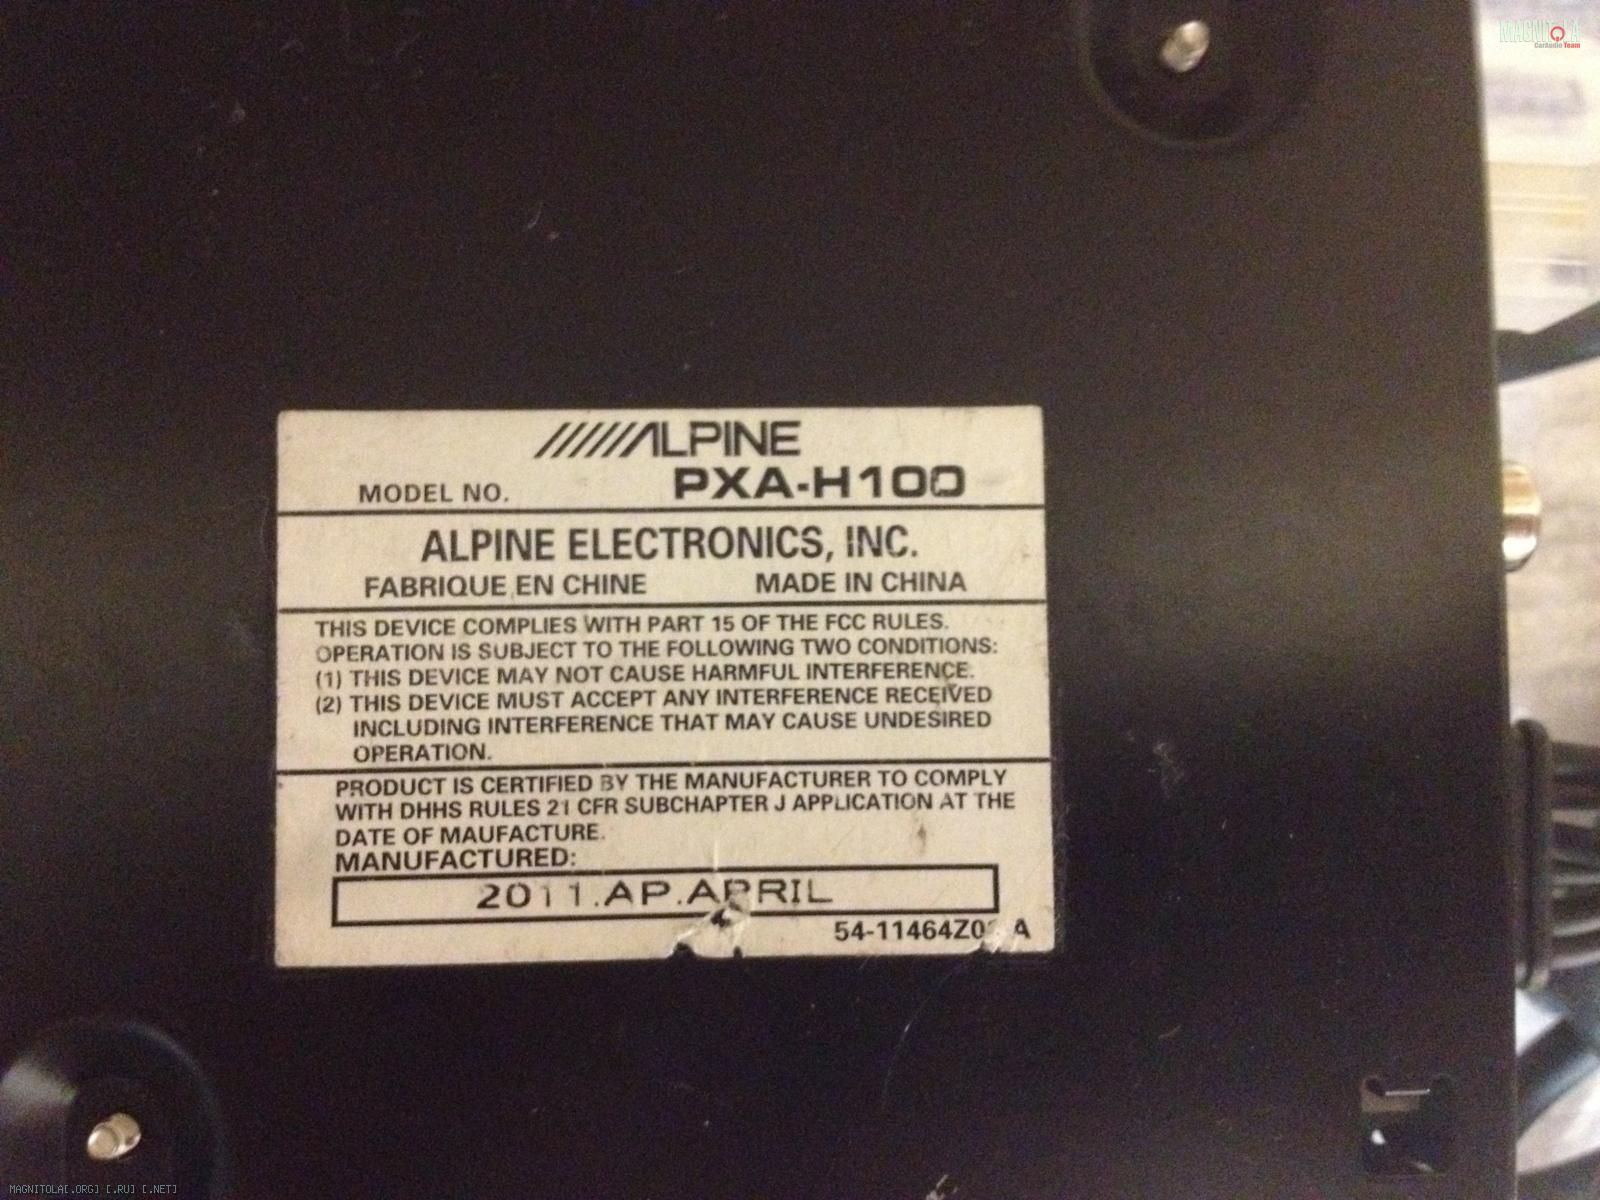 MAGNITOLA
CarAudio Team
ALPINE
MODEL NO. PXA-H100
ALPINE ELECTRONICS, INC.
FABRIQUE EN CHINE MADE IN CHINA
THIS DEVICE COMPLIES WITH PART 15 OF THE FCC RULES.
OPERATION IS SUBJECT TO THE FOLLOWING TWO CONDITIONS:
(1) THIS DEVICE MAY NOT CAUSE HARMFUL INTERFERENCE.
(2) THIS DEVICE MUST ACCEPT ANY INTERFERENCE RECEIVED
INCLUDING INTERFERENCE THAT MAY CAUSE UNDESIRED
OPERATION.
PRODUCT IS CERTIFIED BY THE MANUFACTURER TO COMPLY
WITH DHHS RULES 21 CFR SUBCHAPTER J APPLICATION AT THE
DATE OF MAUFACTURE.
MANUFACTURED:
2011.AP.APRIL
MAGNITOLA[.ORG] [.RU] [.NET]